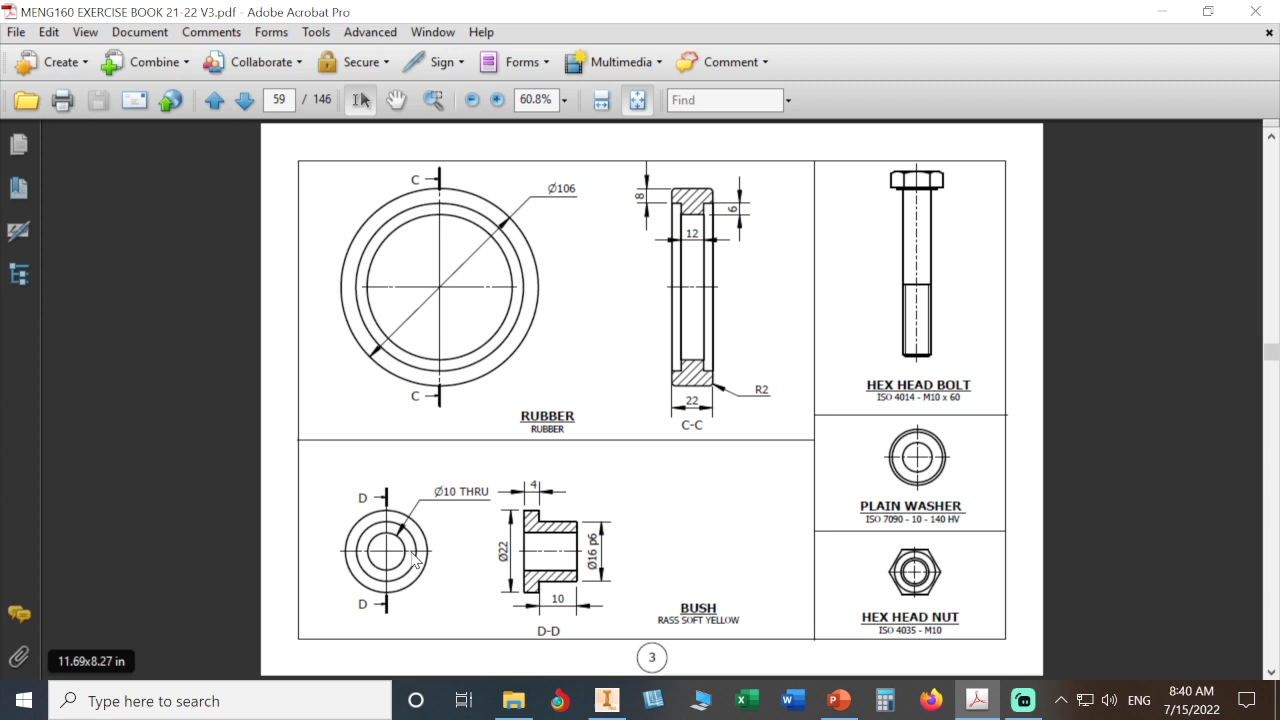 MENG160 EXERCISE BOOK 21-22 V3.pdf - Adobe Acrobat Pro
File Edit View Document Comments Forms Tools Advanced Window Help
Create Combine Collaborate Secure Sign Forms Multimedia Comment
59 / 146 60.8% Find
C
Ø106
8
6
12
C
R2
22
C-C
RUBBER
RUBBER
HEX HEAD BOLT
ISO 4014 - M10 x 60
PLAIN WASHER
ISO 7090 - 10 - 140 HV
HEX HEAD NUT
ISO 4035 - M10
D
Ø10 THRU
4
Ø22
Ø16 p6
10
D
D-D
BUSH
RASS SOFT YELLOW
3
11.69x8.27 in
Type here to search
ENG
8:40 AM
7/15/2022